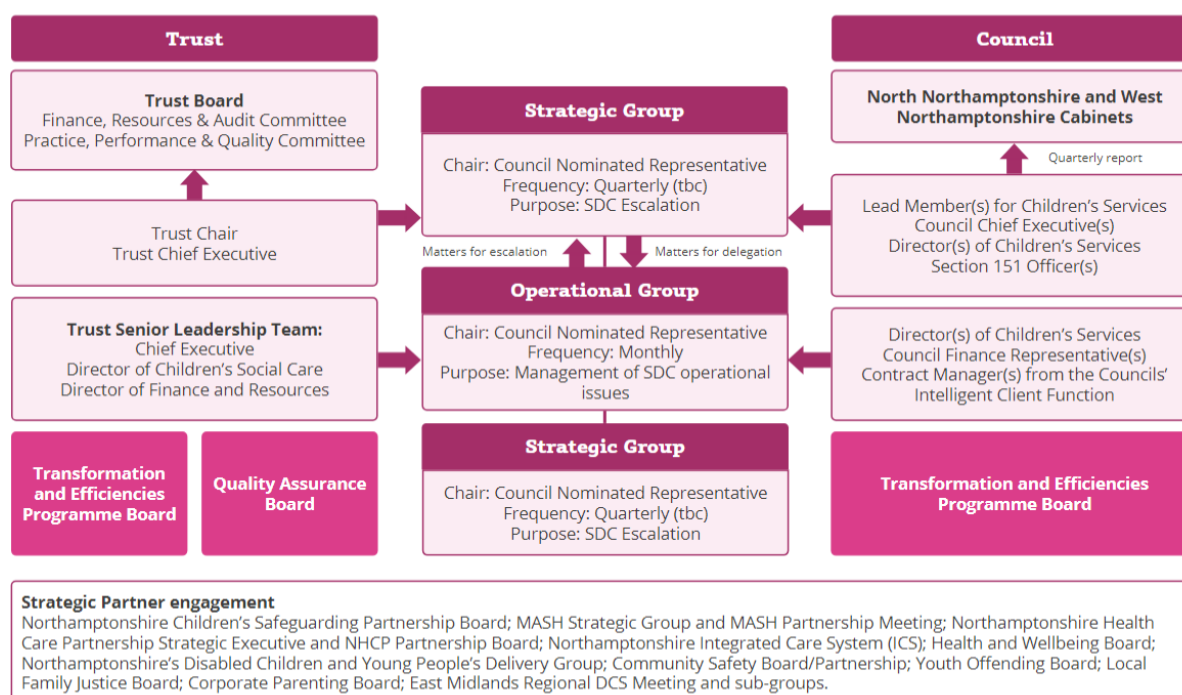 Trust
Trust Board
Finance, Resources & Audit Committee
Practice, Performance & Quality Committee
Trust Chair
Trust Chief Executive
Trust Senior Leadership Team:
Chief Executive
Director of Children's Social Care
Director of Finance and Resources
Transformation
and Efficiencies
Programme Board
Quality Assurance
Board
Strategic Group
Chair: Council Nominated Representative
Frequency: Quarterly (tbc)
Purpose: SDC Escalation
Matters for escalation
Matters for delegation
Operational Group
Chair: Council Nominated Representative
Frequency: Monthly
Purpose: Management of SDC operational
issues
Strategic Group
Chair: Council Nominated Representative
Frequency: Quarterly (tbc)
Purpose: SDC Escalation
Council
North Northamptonshire and West
Northamptonshire Cabinets
Quarterly report
Lead Member(s) for Children's Services
Council Chief Executive(s)
Director(s) of Children's Services
Section 151 Officer(s)
Director(s) of Children's Services
Council Finance Representative(s)
Contract Manager(s) from the Councils'
Intelligent Client Function
Transformation and Efficiencies
Programme Board
Strategic Partner engagement
Northamptonshire Children's Safeguarding Partnership Board; MASH Strategic Group and MASH Partnership Meeting; Northamptonshire Health
Care Partnership Strategic Executive and NHCP Partnership Board; Northamptonshire Integrated Care System (ICS); Health and Wellbeing Board;
Northamptonshire's Disabled Children and Young People's Delivery Group; Community Safety Board/Partnership; Youth Offending Board; Local
Family Justice Board; Corporate Parenting Board; East Midlands Regional DCS Meeting and sub-groups.